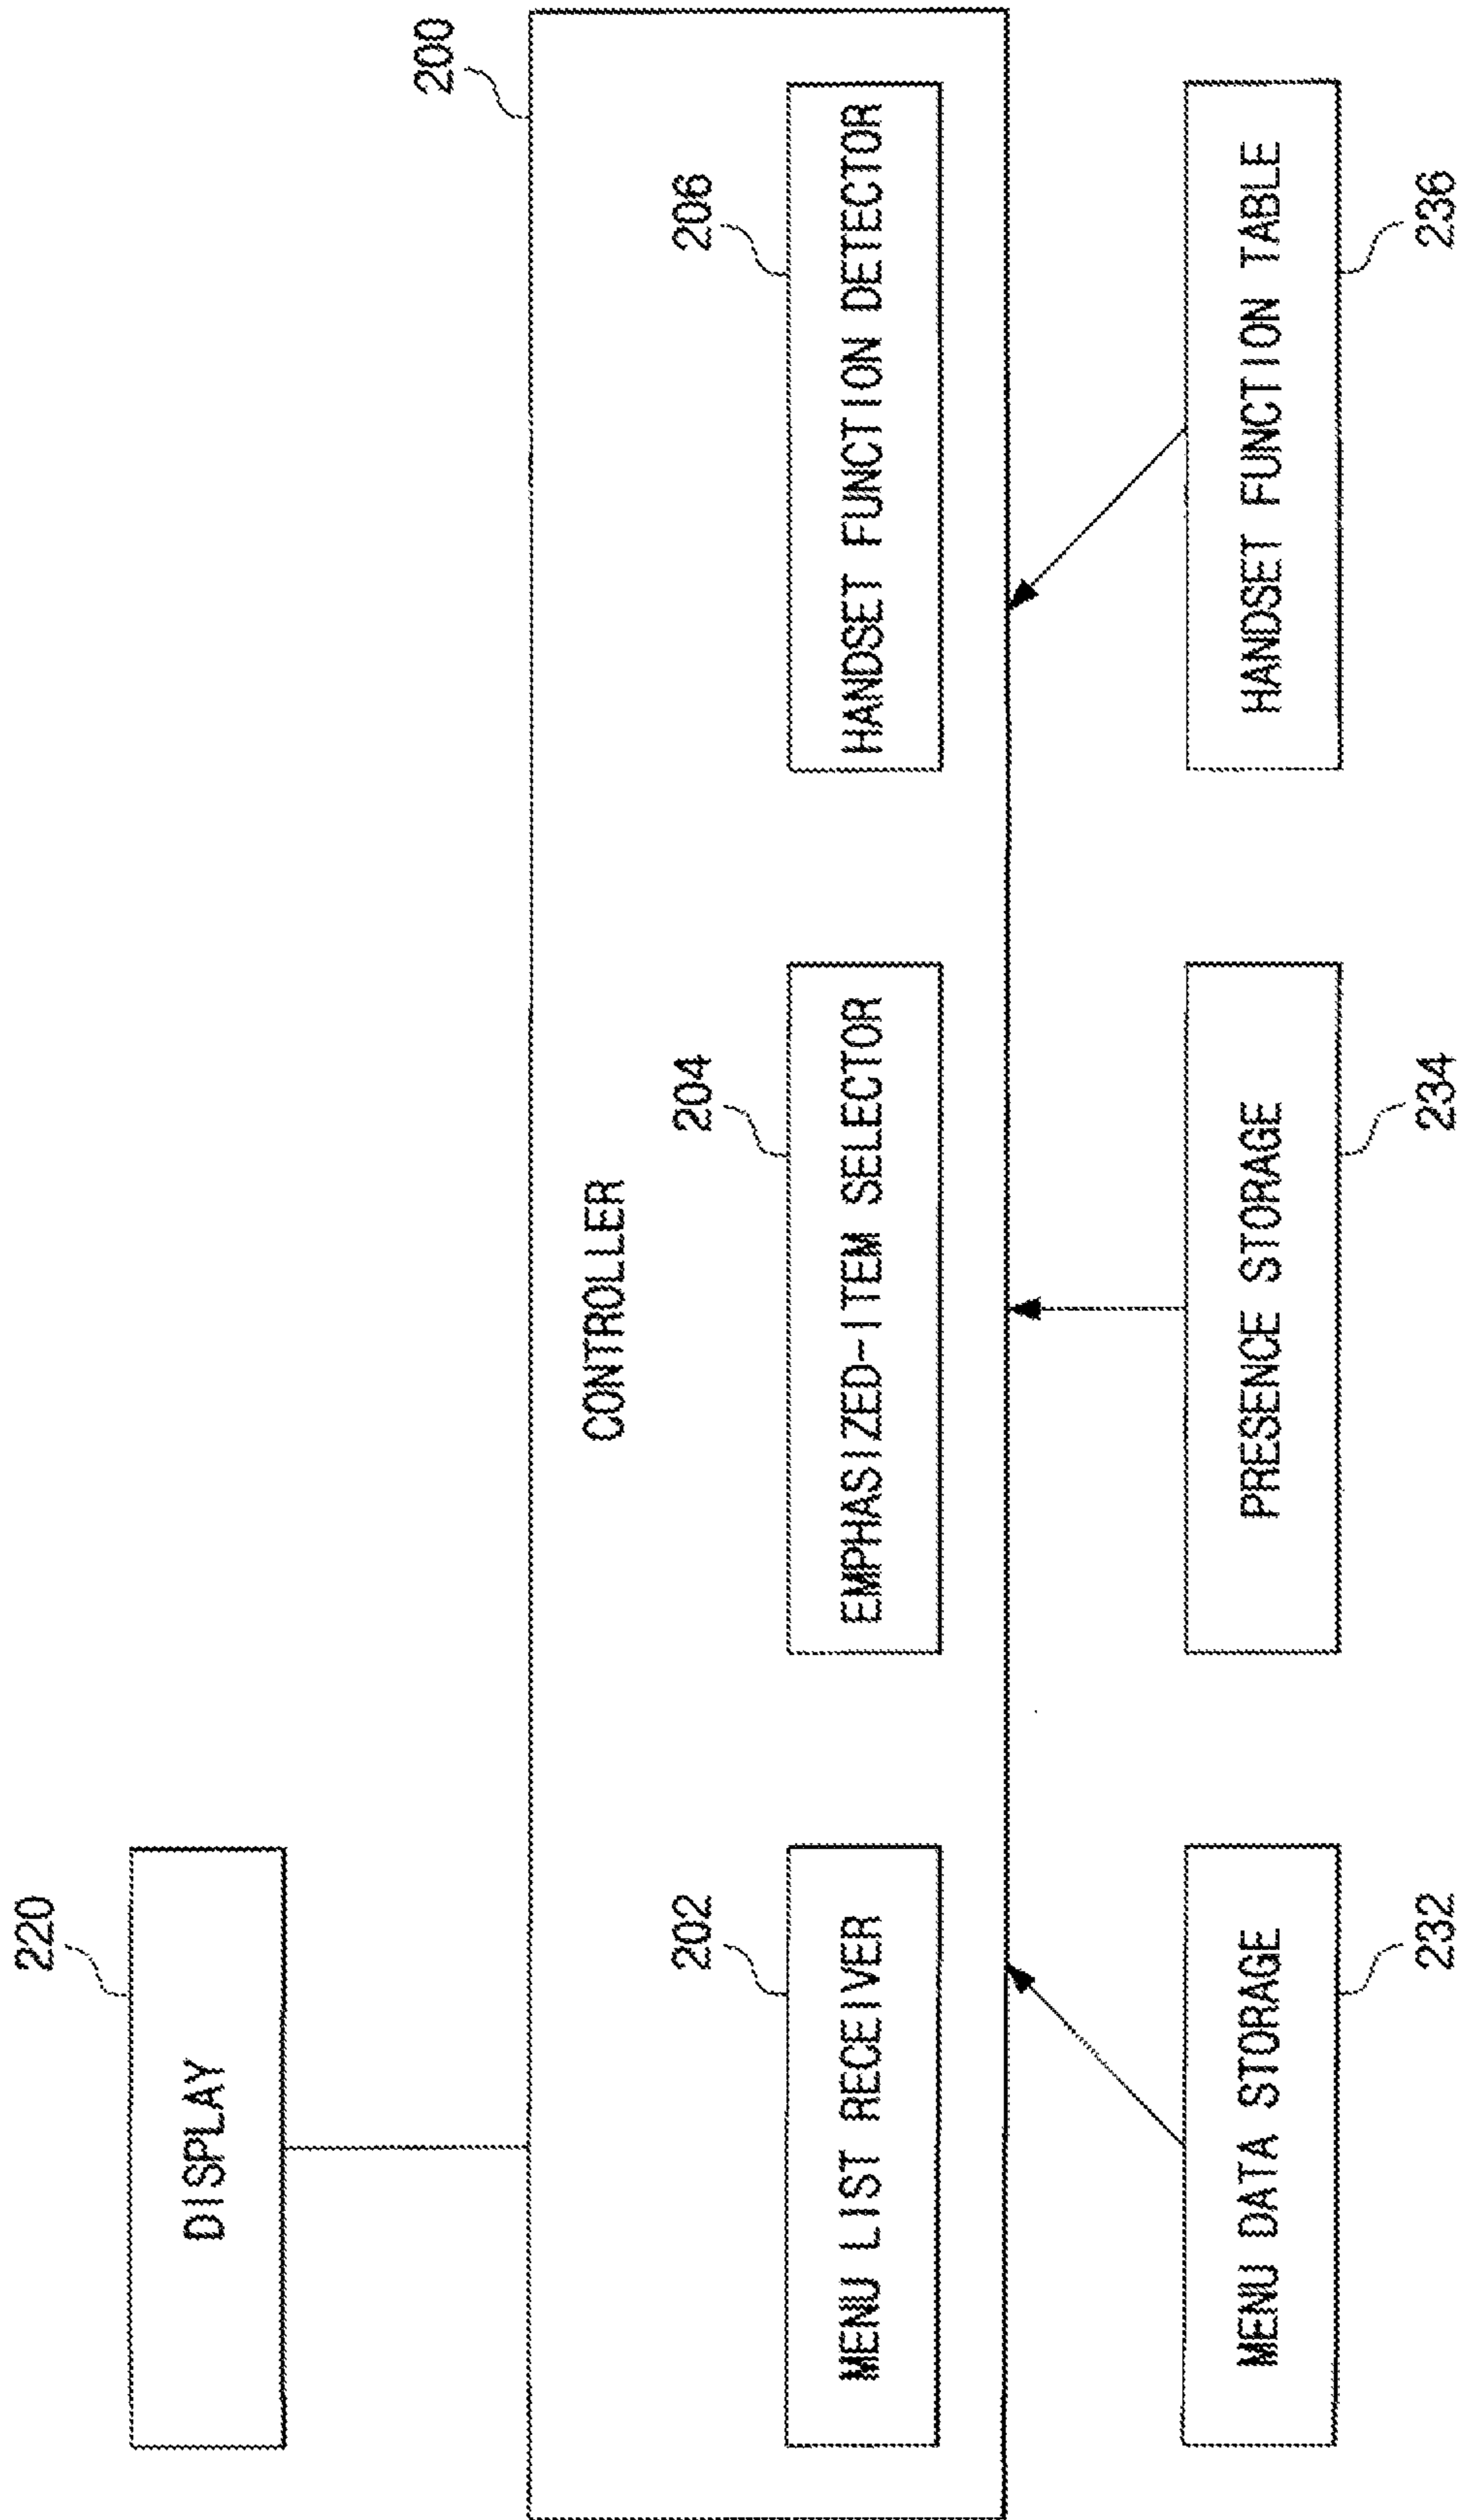 220
DISPLAY
200
CONTROLLER
202
204
206
MENU LIST RECEIVER
EMPHASIZED-ITEM SELECTOR
HANDSET FUNCTION DETECTOR
MENU DATA STORAGE
PRESENCE STORAGE
HANDSET FUNCTION TABLE
232
234
236